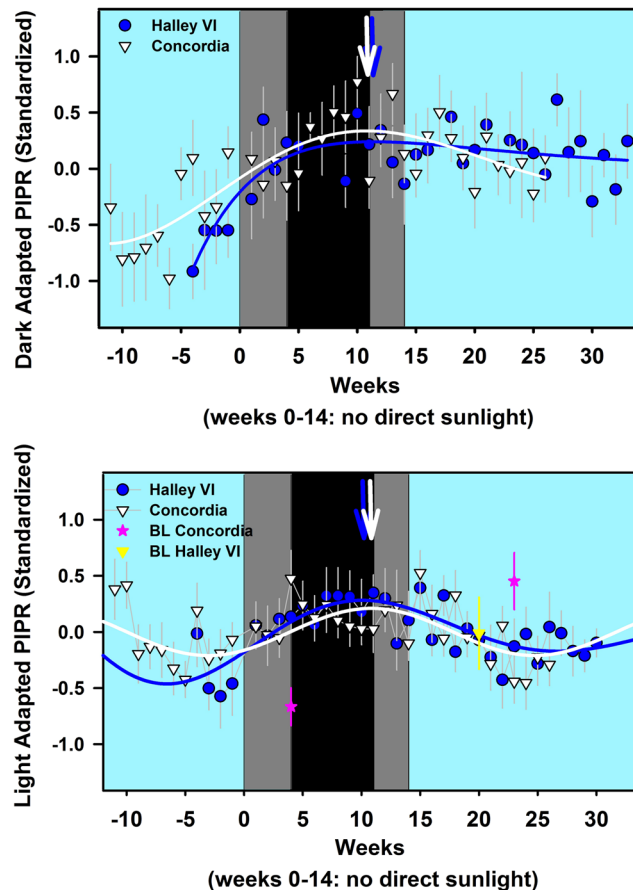 Halley VI
Concordia
Dark Adapted PIPR (Standardized)
1.0
0.5
0.0
-0.5
-1.0
-10 -5 0 5 10 15 20 25 30
Weeks
(weeks 0-14: no direct sunlight)
Halley VI
Concordia
BL Concordia
BL Halley VI
Light Adapted PIPR (Standardized)
1.0
0.5
0.0
-0.5
-1.0
-10 -5 0 5 10 15 20 25 30
Weeks
(weeks 0-14: no direct sunlight)